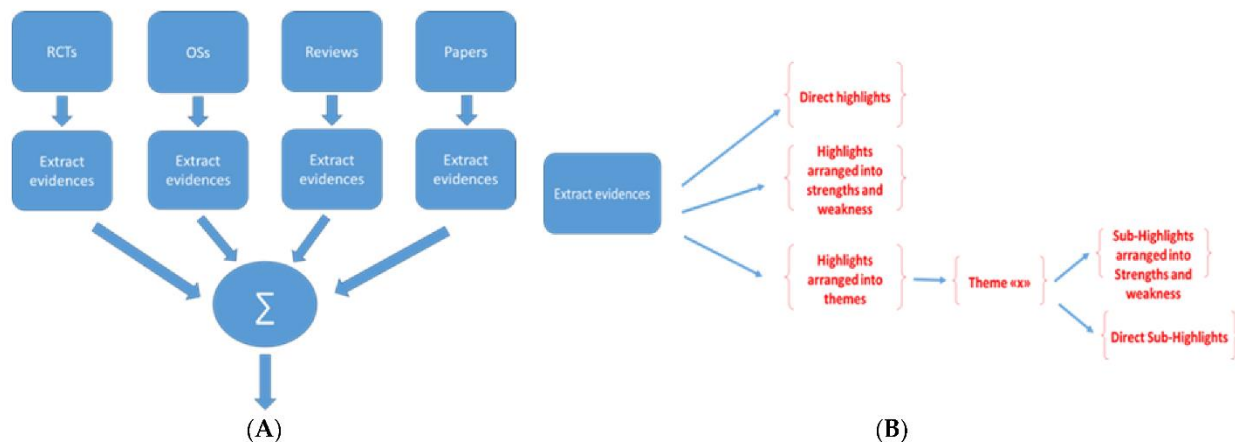 RCTs
OSs
Reviews
Papers
Extract
evidences
Extract
evidences
Extract
evidences
Extract
evidences
∑
(A)
Extract evidences
Direct highlights
Highlights
arranged into
strengths and
weakness
Highlights
arranged into
themes
Theme «x»
Sub-Highlights
arranged into
Strengths and
weakness
Direct Sub-Highlights
(B)